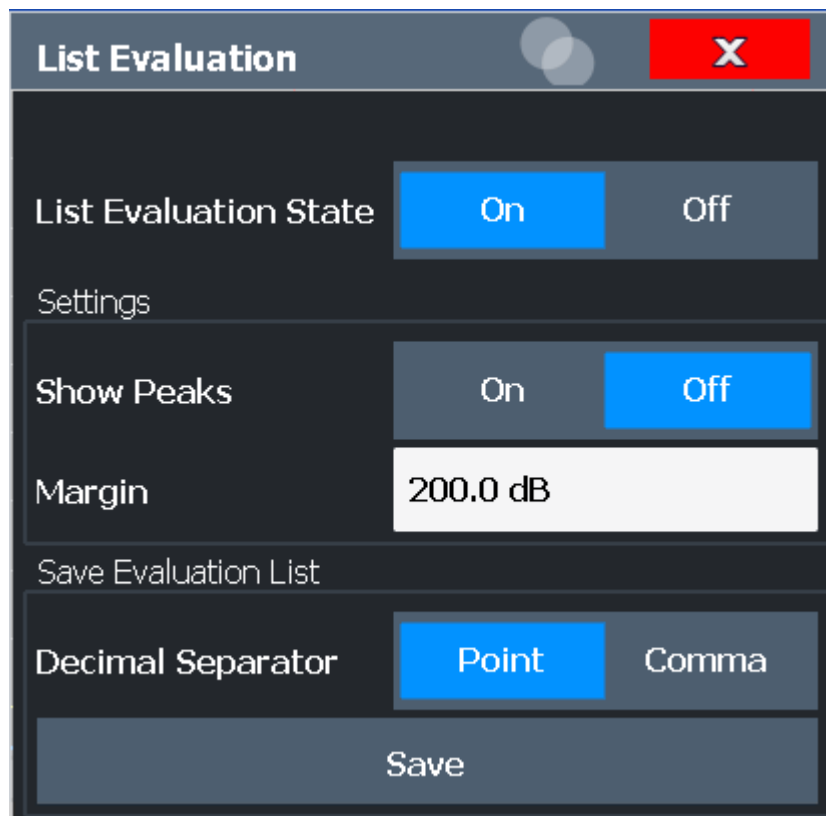 List Evaluation X
List Evaluation State On Off
Settings
Show Peaks On Off
Margin 200.0 dB
Save Evaluation List
Decimal Separator Point Comma
Save